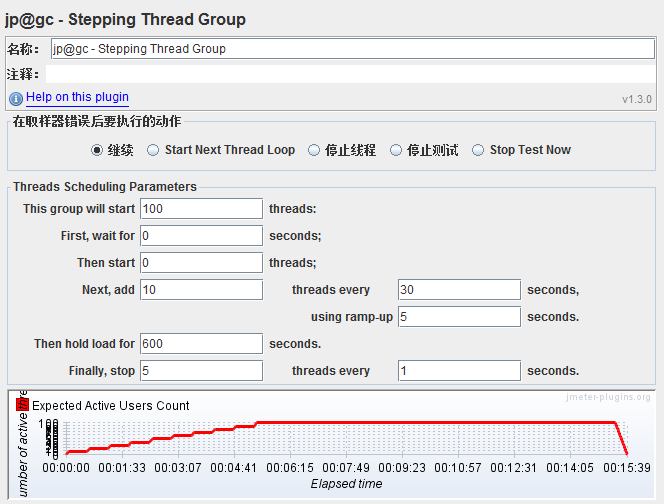 jp@gc - Stepping Thread Group
名称： jp@gc - Stepping Thread Group
注释：
Help on this plugin v1.3.0
在取样器错误后要执行的动作
继续 Start Next Thread Loop 停止线程 停止测试 Stop Test Now
Threads Scheduling Parameters
This group will start 100 threads:
First, wait for 0 seconds;
Then start 0 threads;
Next, add 10 threads every 30 seconds,
using ramp-up 5 seconds.
Then hold load for 600 seconds.
Finally, stop 5 threads every 1 seconds.
jmeter-plugins.org
Expected Active Users Count
100
00:00:00 00:01:33 00:03:07 00:04:41 00:06:15 00:07:49 00:09:23 00:10:57 00:12:31 00:14:05 00:15:39
Elapsed time
umber of active thre